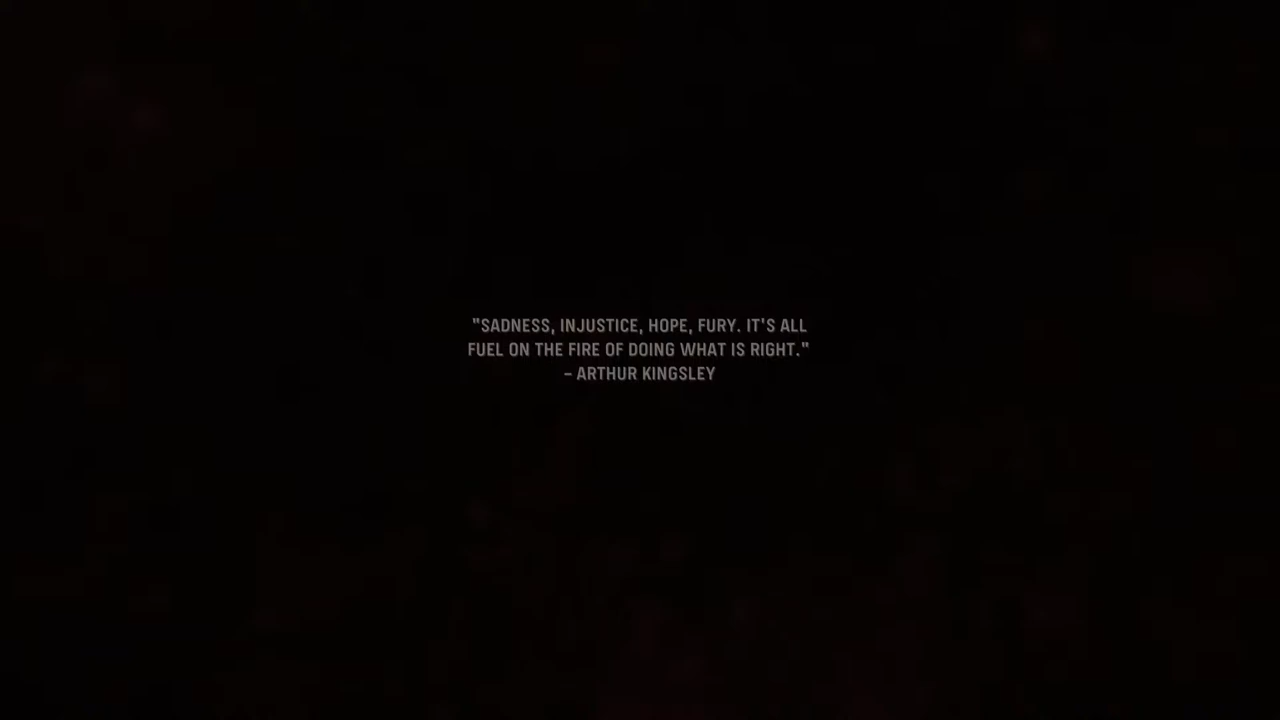 "SADNESS, INJUSTICE, HOPE, FURY. IT'S ALL
FUEL ON THE FIRE OF DOING WHAT IS RIGHT."
– ARTHUR KINGSLEY